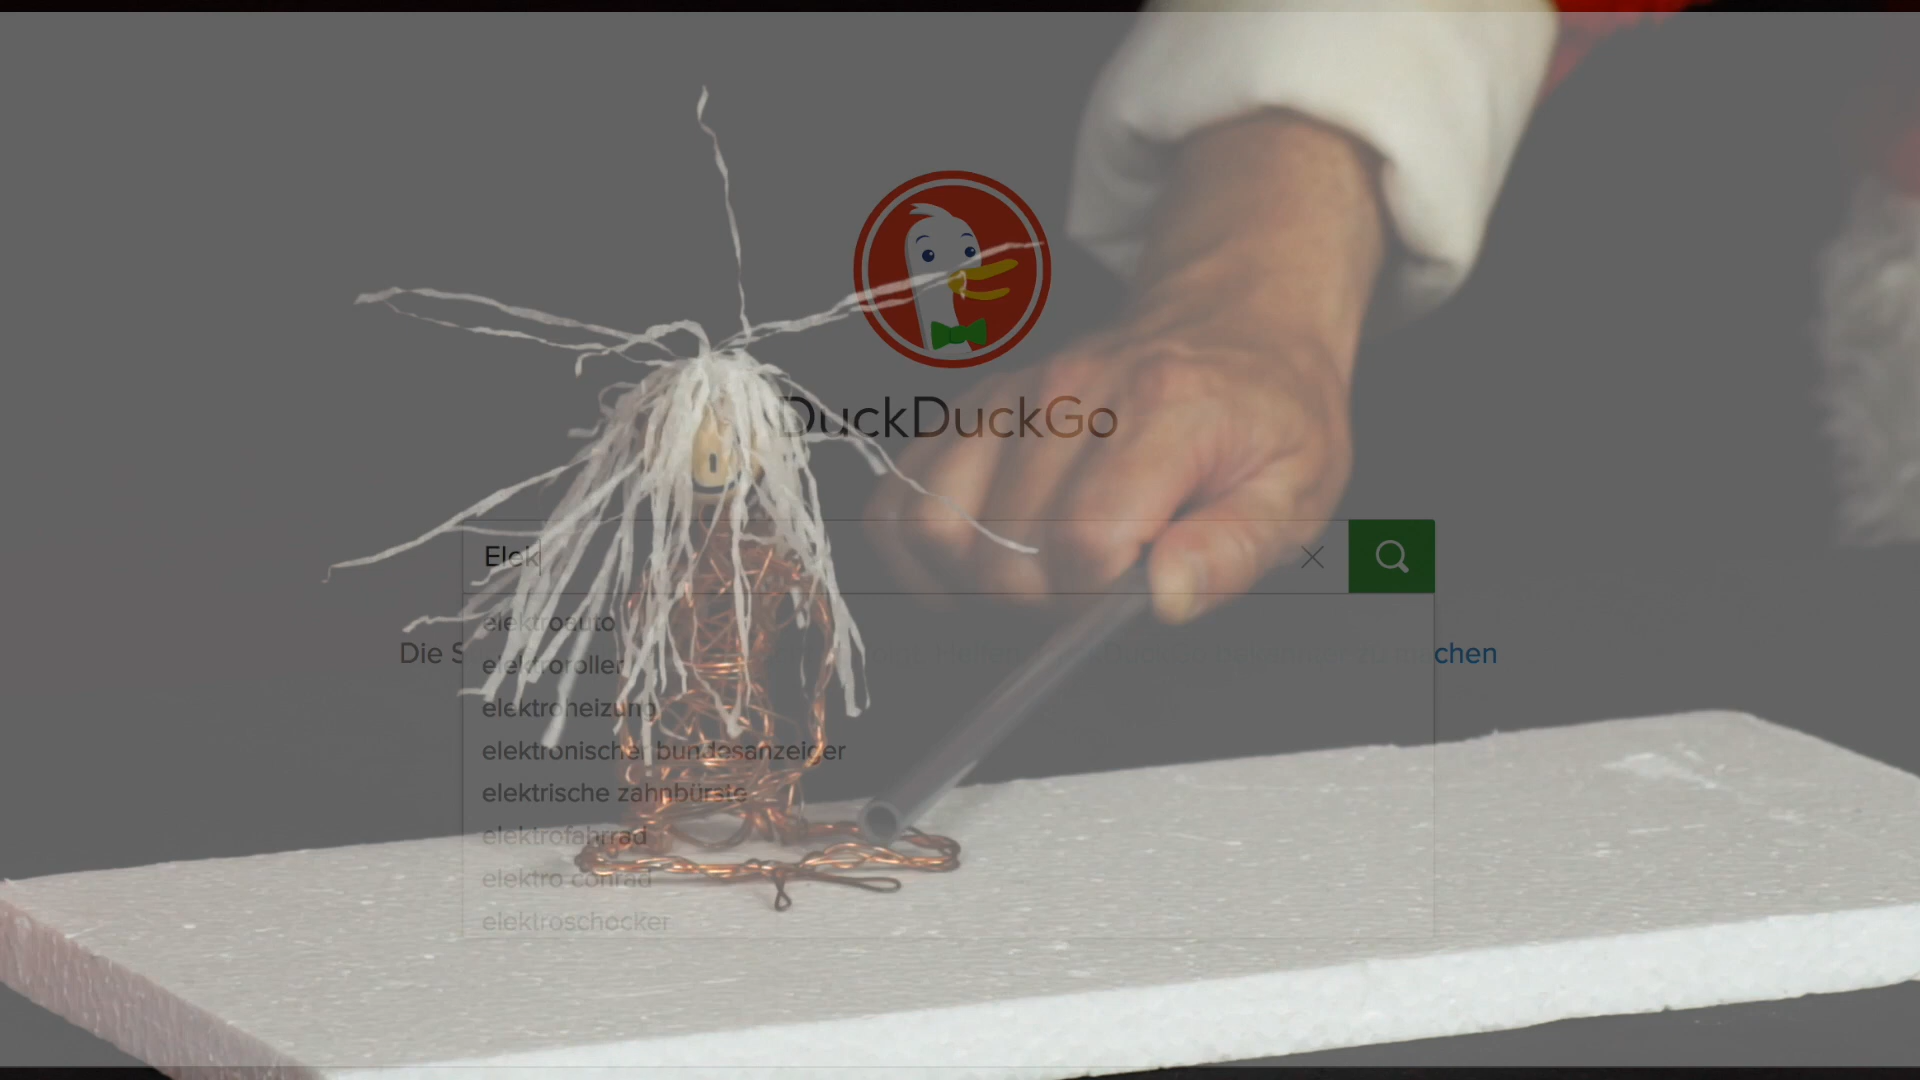 DuckDuckGo
Elek
Die S chen
elektroauto
elektroroller
elektroheizung
elektronischer bundesanzeiger
elektrische zahnbürste
elektrofahrrad
elektro conrad
elektroschocker